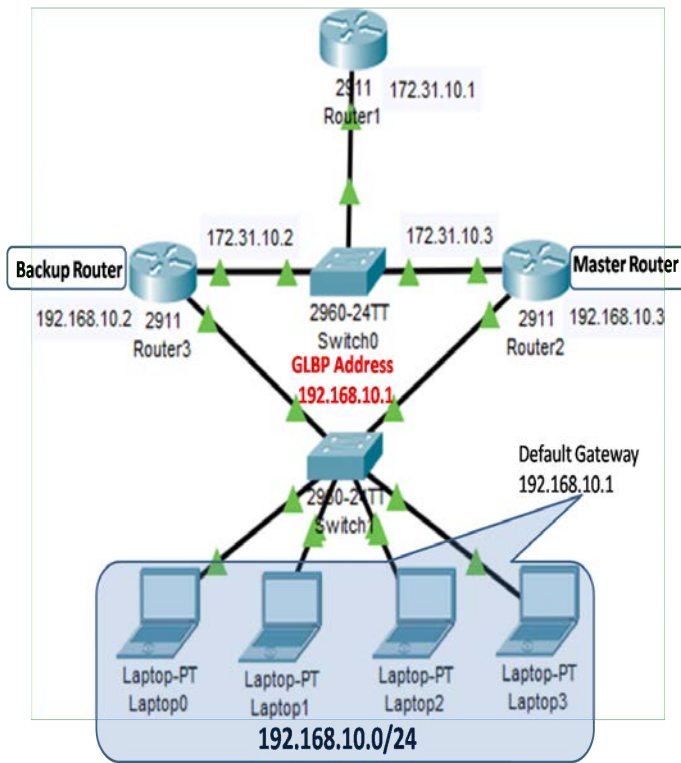 2911
Router1
172.31.10.1
172.31.10.2
172.31.10.3
Backup Router
Master Router
192.168.10.2
2911
Router3
2960-24TT
Switch0
2911
Router2
192.168.10.3
GLBP Address
192.168.10.1
Default Gateway
192.168.10.1
2960-24TT
Switch1
Laptop-PT
Laptop0
Laptop-PT
Laptop1
Laptop-PT
Laptop2
Laptop-PT
Laptop3
192.168.10.0/24